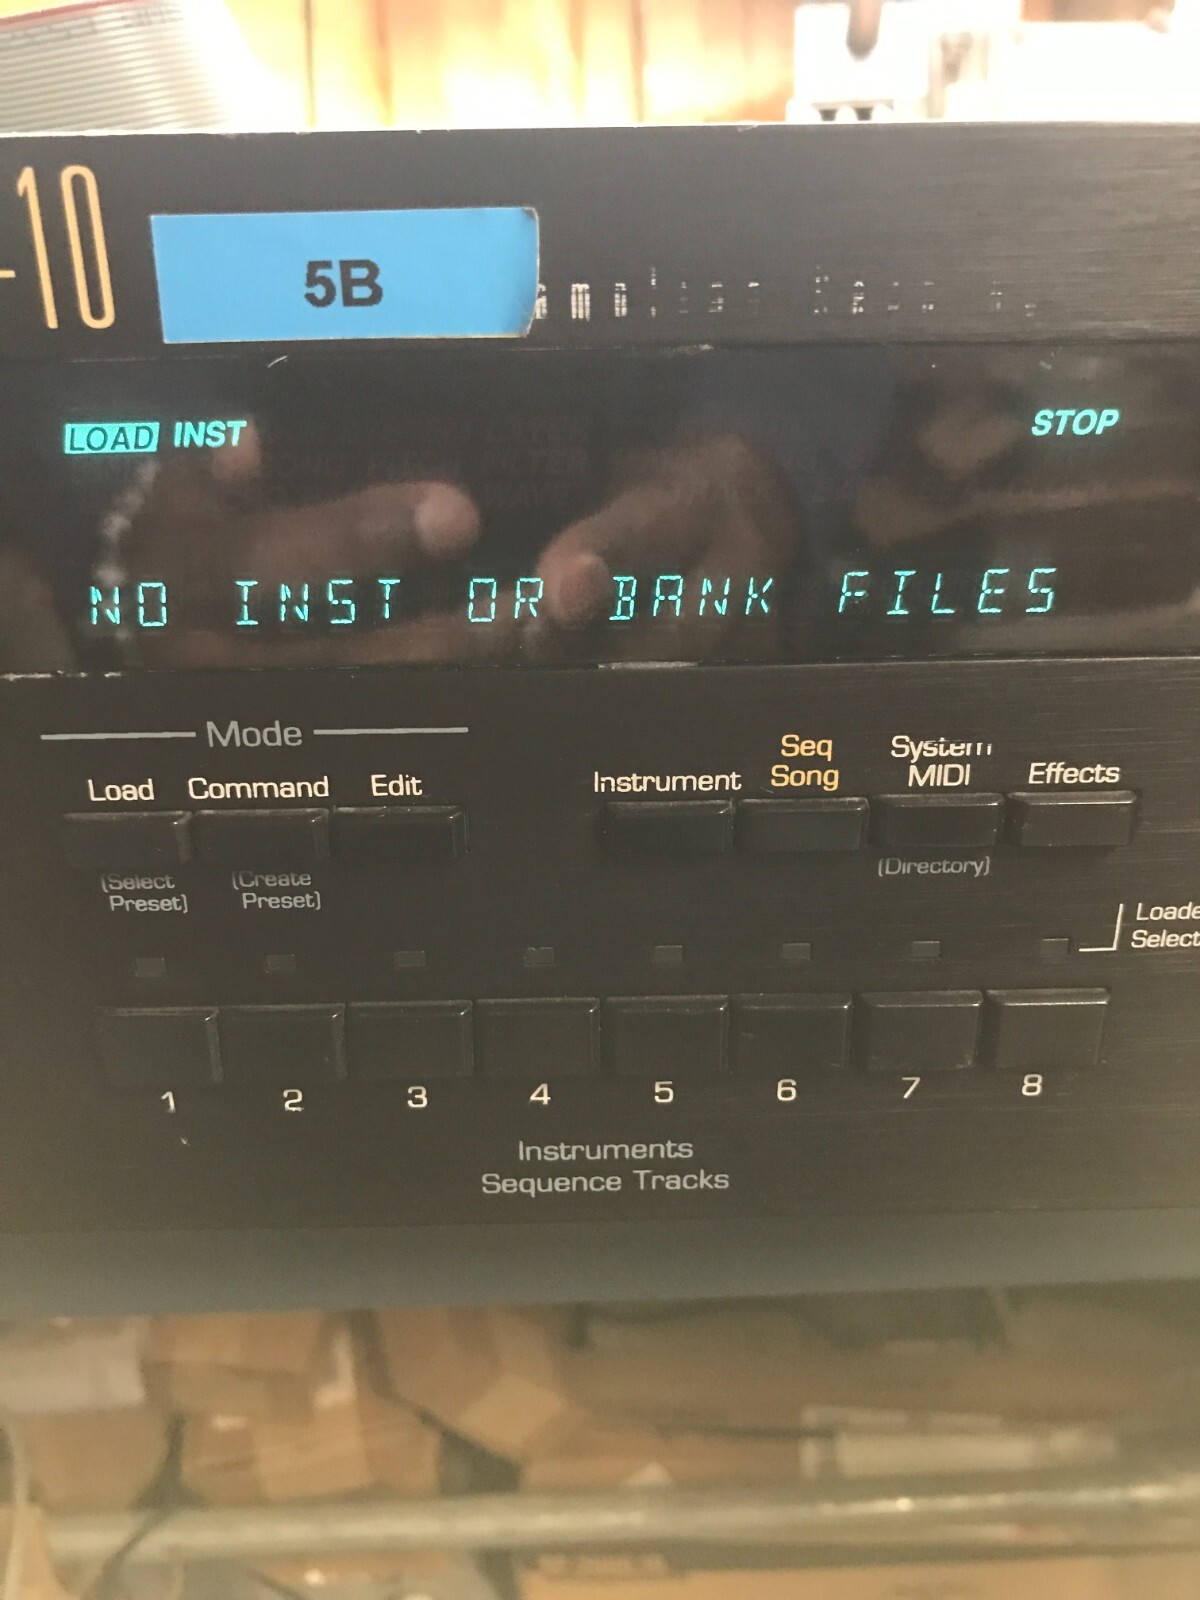 -10
5B
LOAD INST
STOP
NO INST OR BANK FILES
Mode
Load
Command
Edit
Instrument
Seq
Song
System
MIDI
Effects
(Select
Preset)
(Create
Preset)
(Directory)
Select
1 2 3 4 5 6 7 8
Instruments
Sequence Tracks